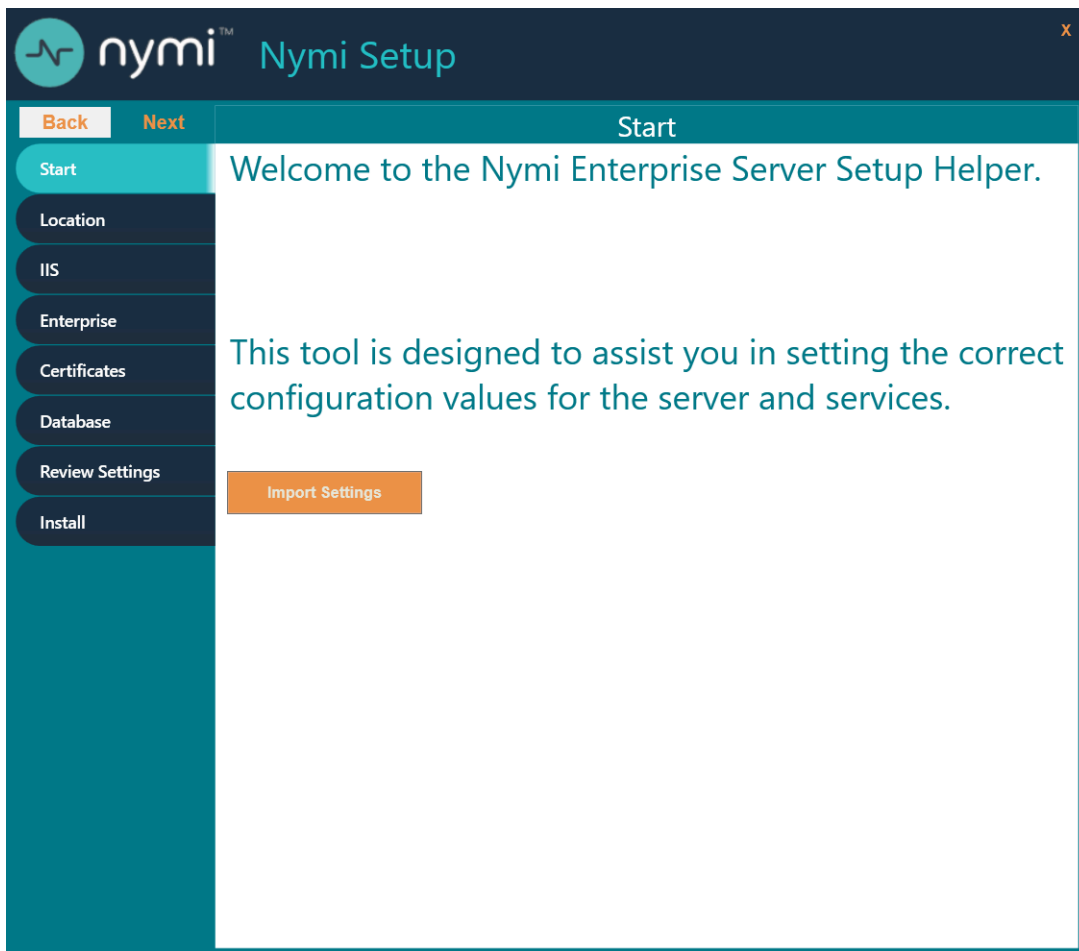 nymi™ Nymi Setup
X
Back Next
Start
Start
Location
IIS
Enterprise
Certificates
Database
Review Settings
Install
Welcome to the Nymi Enterprise Server Setup Helper.
This tool is designed to assist you in setting the correct
configuration values for the server and services.
Import Settings